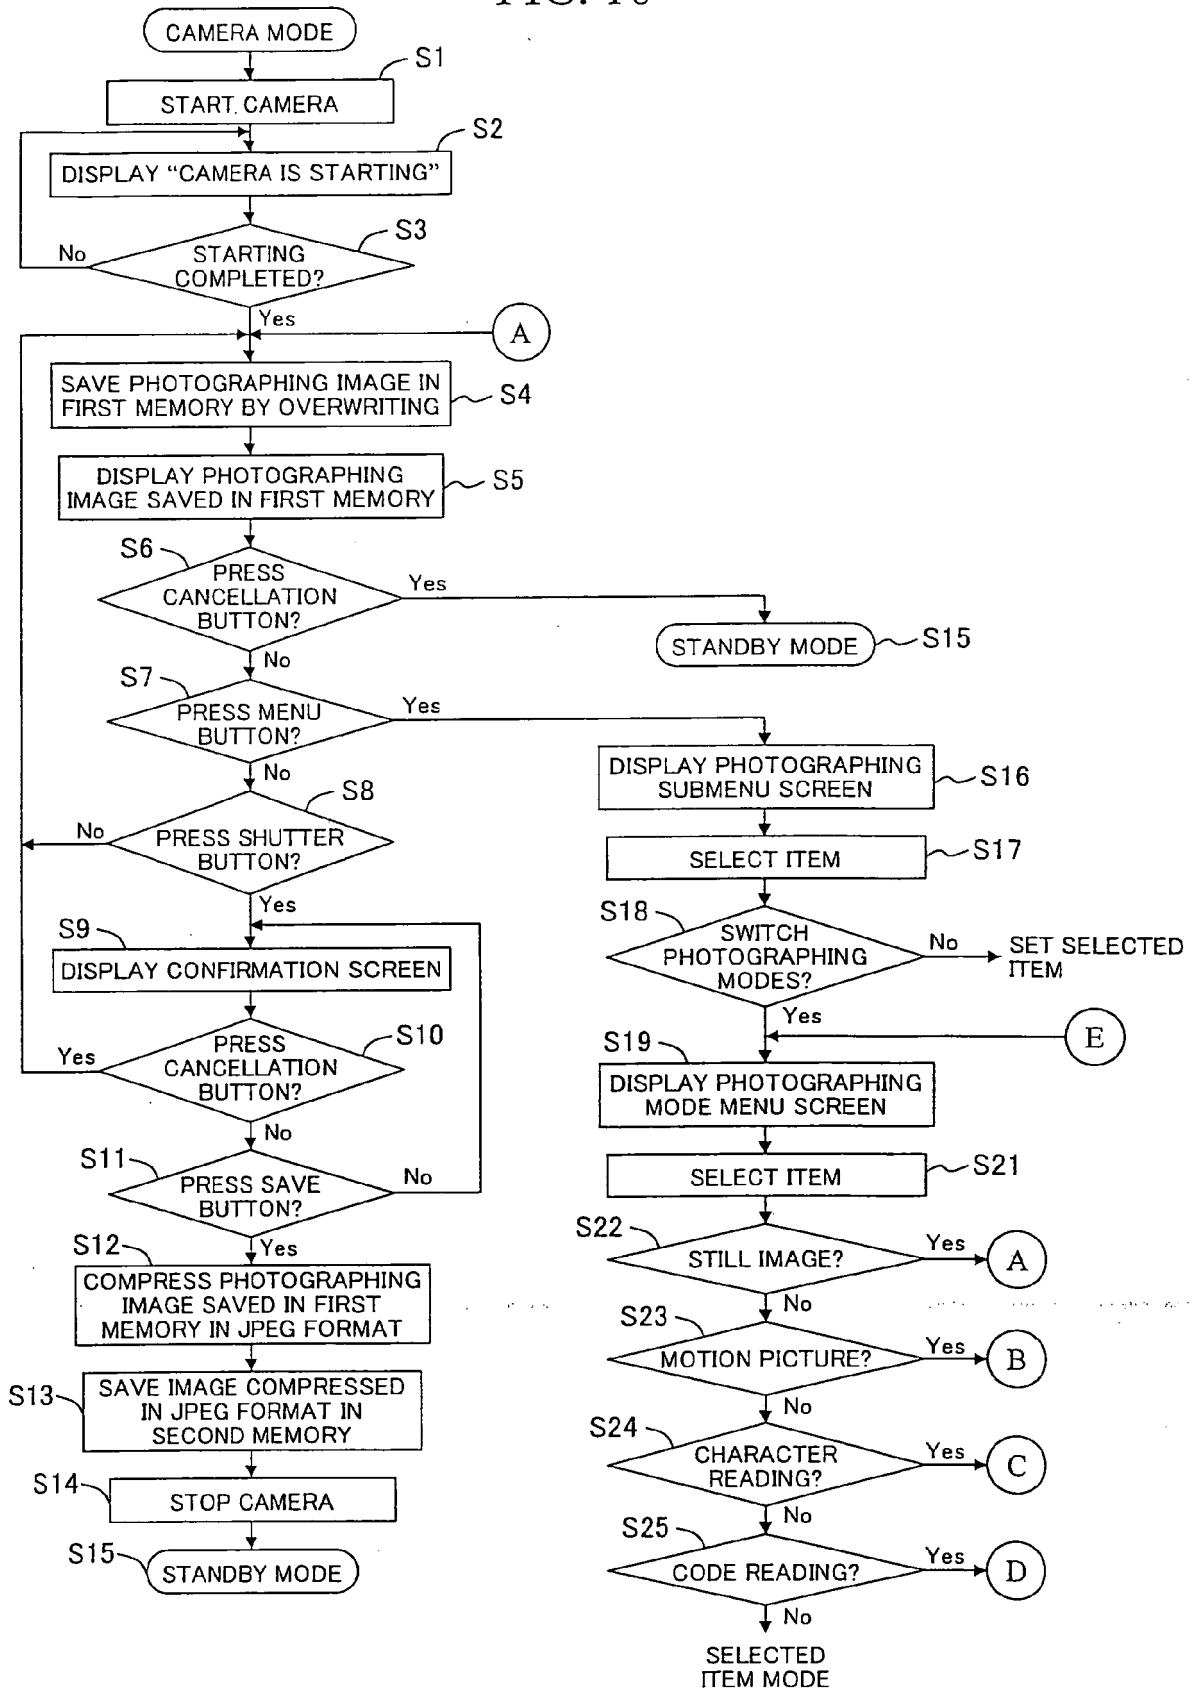 CAMERA MODE
S1
START CAMERA
S2
DISPLAY “CAMERA IS STARTING”
S3
No
STARTING
COMPLETED?
Yes
A
SAVE PHOTOGRAPHING IMAGE IN
FIRST MEMORY BY OVERWRITING
S4
DISPLAY PHOTOGRAPHING
IMAGE SAVED IN FIRST MEMORY
S5
S6
PRESS
CANCELLATION
BUTTON?
Yes
STANDBY MODE
S15
No
S7
PRESS MENU
BUTTON?
Yes
No
S8
No
PRESS SHUTTER
BUTTON?
Yes
S9
DISPLAY CONFIRMATION SCREEN
S10
Yes
PRESS
CANCELLATION
BUTTON?
No
S11
PRESS SAVE
BUTTON?
No
Yes
S12
COMPRESS PHOTOGRAPHING
IMAGE SAVED IN FIRST
MEMORY IN JPEG FORMAT
S13
SAVE IMAGE COMPRESSED
IN JPEG FORMAT IN
SECOND MEMORY
S14
STOP CAMERA
S15
STANDBY MODE
DISPLAY PHOTOGRAPHING
SUBMENU SCREEN
S16
SELECT ITEM
S17
S18
SWITCH
PHOTOGRAPHING
MODES?
No
SET SELECTED
ITEM
Yes
E
S19
DISPLAY PHOTOGRAPHING
MODE MENU SCREEN
SELECT ITEM
S21
S22
STILL IMAGE?
Yes
A
No
S23
MOTION PICTURE?
Yes
B
No
S24
CHARACTER
READING?
Yes
C
No
S25
CODE READING?
Yes
D
No
SELECTED
ITEM MODE